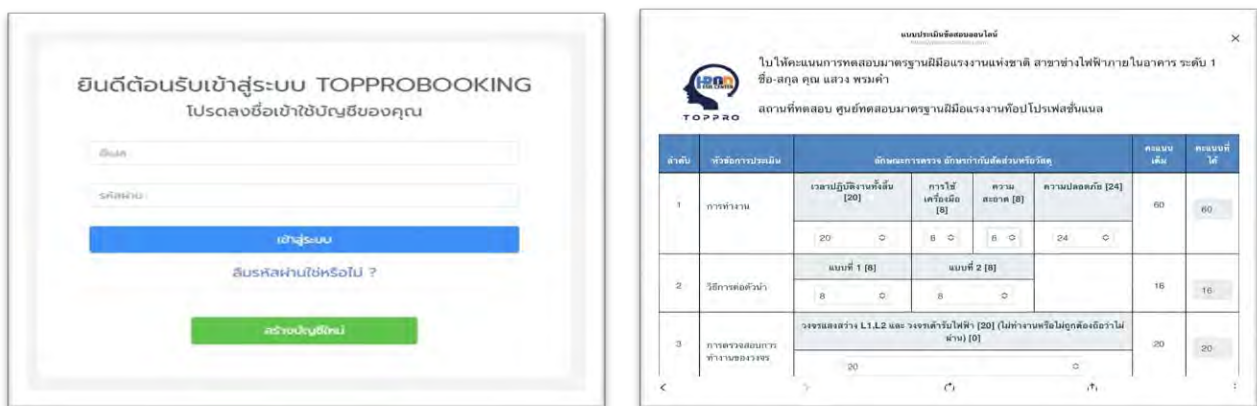 ยินดีต้อนรับเข้าสู่ระบบ TOPPROBOOKING
โปรดลงชื่อเข้าใช้บัญชีของคุณ
อีเมล
รหัสผ่าน
เข้าสู่ระบบ
ลืมรหัสผ่านใช่หรือไม่ ?
สร้างบัญชีใหม่
แบบประเมินข้อสอบออนไลน์
ใบให้คะแนนการทดสอบมาตรฐานฝีมือแรงงานแห่งชาติ สาขาช่างไฟฟ้าภายในอาคาร ระดับ 1
ชื่อ-สกุล คุณ แสวง พรมคำ
สถานที่ทดสอบ ศูนย์ทดสอบมาตรฐานฝีมือแรงงานท๊อปโปรเฟสชั่นแนล
TOPPRO
ลำดับ
หัวข้อการประเมิน
ลักษณะการตรวจ อักษรกำกับสัดส่วนหรือวัสดุ
คะแนน
เต็ม
คะแนนที่
ได้
1
การทำงาน
เวลาปฏิบัติงานทั้งสิ้น
[20]
การใช้
เครื่องมือ
[8]
ความ
สะอาด [8]
ความปลอดภัย [24]
60
60
20
8
8
24
2
วิธีการต่อตัวนำ
แบบที่ 1 [8]
แบบที่ 2 [8]
16
16
8
8
3
การตรวจสอบการ
ทำงานของวงจร
วงจรแสงสว่าง L1,L2 และ วงจรเต้ารับไฟฟ้า [20] (ไม่ทำงานหรือไม่ถูกต้องถือว่าไม่
ผ่าน) [0]
20
20
20